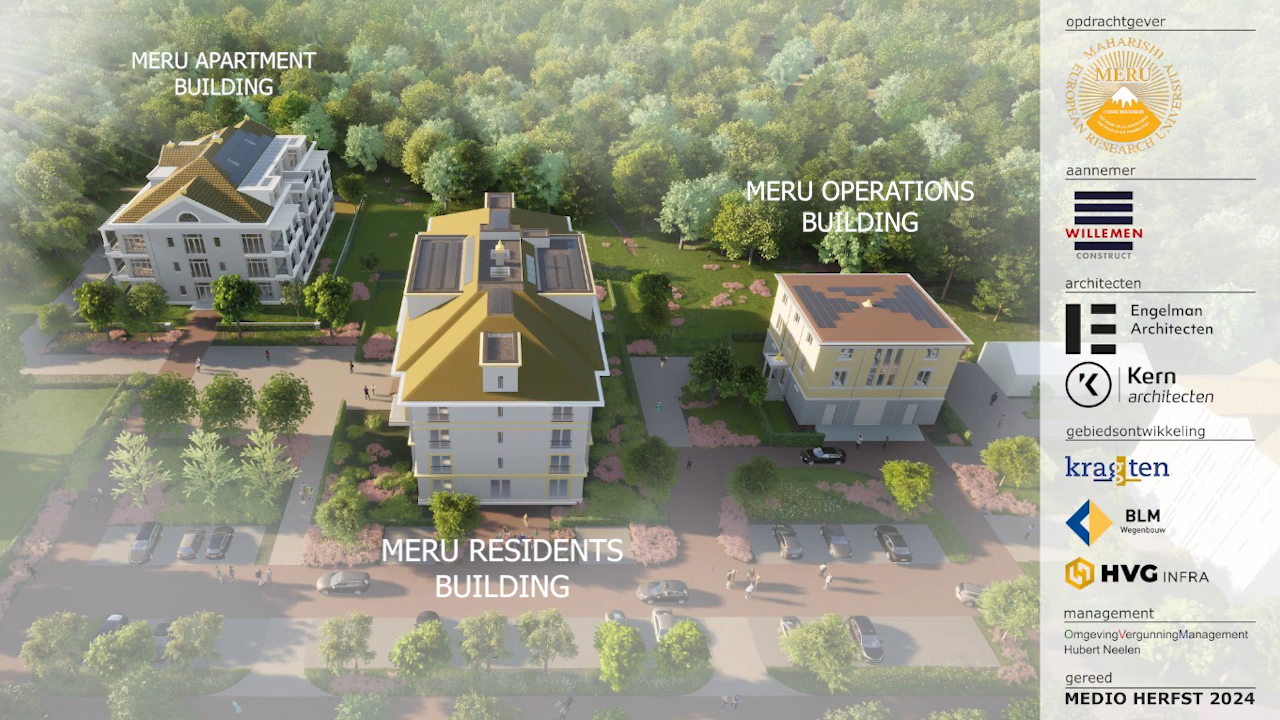 MERU APARTMENT
BUILDING
MERU OPERATIONS
BUILDING
MERU RESIDENTS
BUILDING
opdrachtgever
MAHARISHI
EUROPEAN RESEARCH UNIVERSITY
MERU
aannemer
WILLEMEN
CONSTRUCT
architecten
Engelman
Architecten
Kern
architecten
gebiedsontwikkeling
kragten
BLM
Wegenbouw
HVG INFRA
management
OmgevingVergunningManagement
Hubert Neelen
gereed
MEDIO HERFST 2024